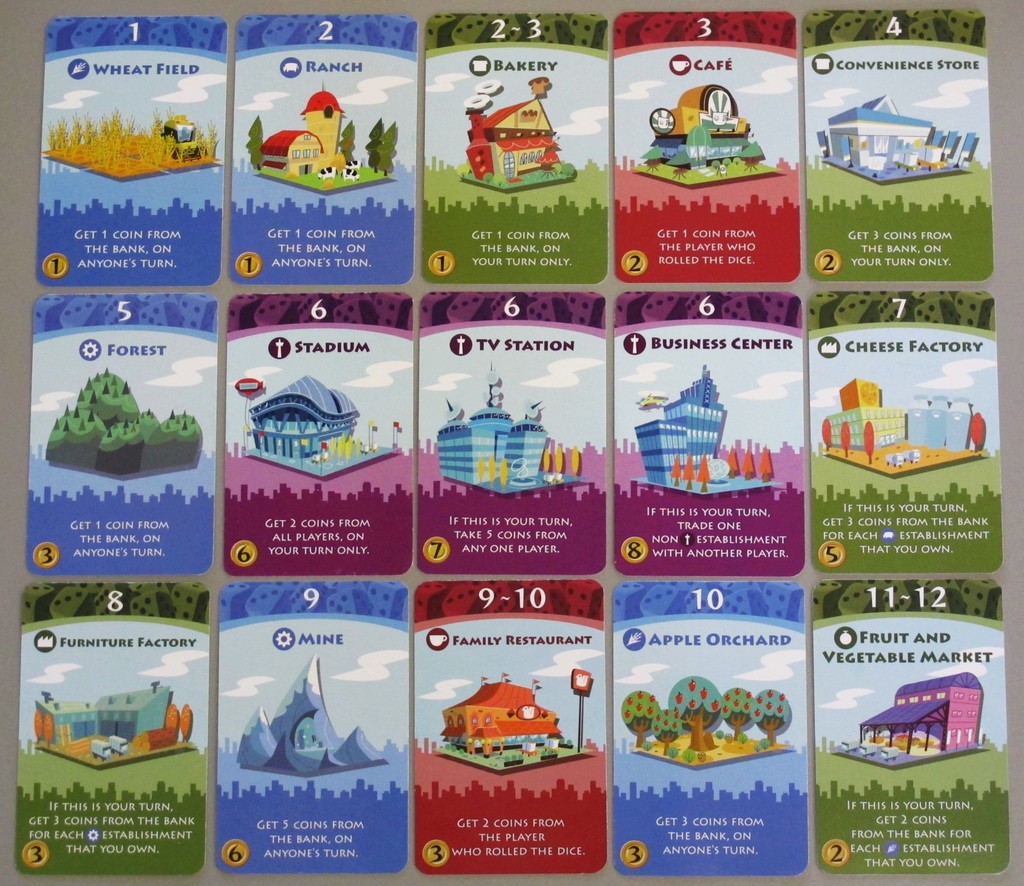 1
WHEAT FIELD
GET 1 COIN FROM
THE BANK, ON
ANYONE'S TURN.
1
2
RANCH
GET 1 COIN FROM
THE BANK, ON
ANYONE'S TURN.
1
2~3
BAKERY
GET 1 COIN FROM
THE BANK, ON
YOUR TURN ONLY.
1
3
CAFÉ
GET 1 COIN FROM
THE PLAYER WHO
ROLLED THE DICE.
2
4
CONVENIENCE STORE
GET 3 COINS FROM
THE BANK, ON
YOUR TURN ONLY.
2
5
FOREST
GET 1 COIN FROM
THE BANK, ON
ANYONE'S TURN.
3
6
STADIUM
GET 2 COINS FROM
ALL PLAYERS, ON
YOUR TURN ONLY.
6
6
TV STATION
IF THIS IS YOUR TURN,
TAKE 5 COINS FROM
ANY ONE PLAYER.
7
6
BUSINESS CENTER
IF THIS IS YOUR TURN,
TRADE ONE
NON ESTABLISHMENT
WITH ANOTHER PLAYER.
8
7
CHEESE FACTORY
IF THIS IS YOUR TURN,
GET 3 COINS FROM THE BANK
FOR EACH ESTABLISHMENT
THAT YOU OWN.
5
8
FURNITURE FACTORY
IF THIS IS YOUR TURN,
GET 3 COINS FROM THE BANK
FOR EACH ESTABLISHMENT
THAT YOU OWN.
3
9
MINE
GET 5 COINS FROM
THE BANK, ON
ANYONE'S TURN.
6
9~10
FAMILY RESTAURANT
GET 2 COINS FROM
THE PLAYER
WHO ROLLED THE DICE.
3
10
APPLE ORCHARD
GET 3 COINS FROM
THE BANK, ON
ANYONE'S TURN.
3
11~12
FRUIT AND
VEGETABLE MARKET
IF THIS IS YOUR TURN,
GET 2 COINS
FROM THE BANK FOR
EACH ESTABLISHMENT
THAT YOU OWN.
2